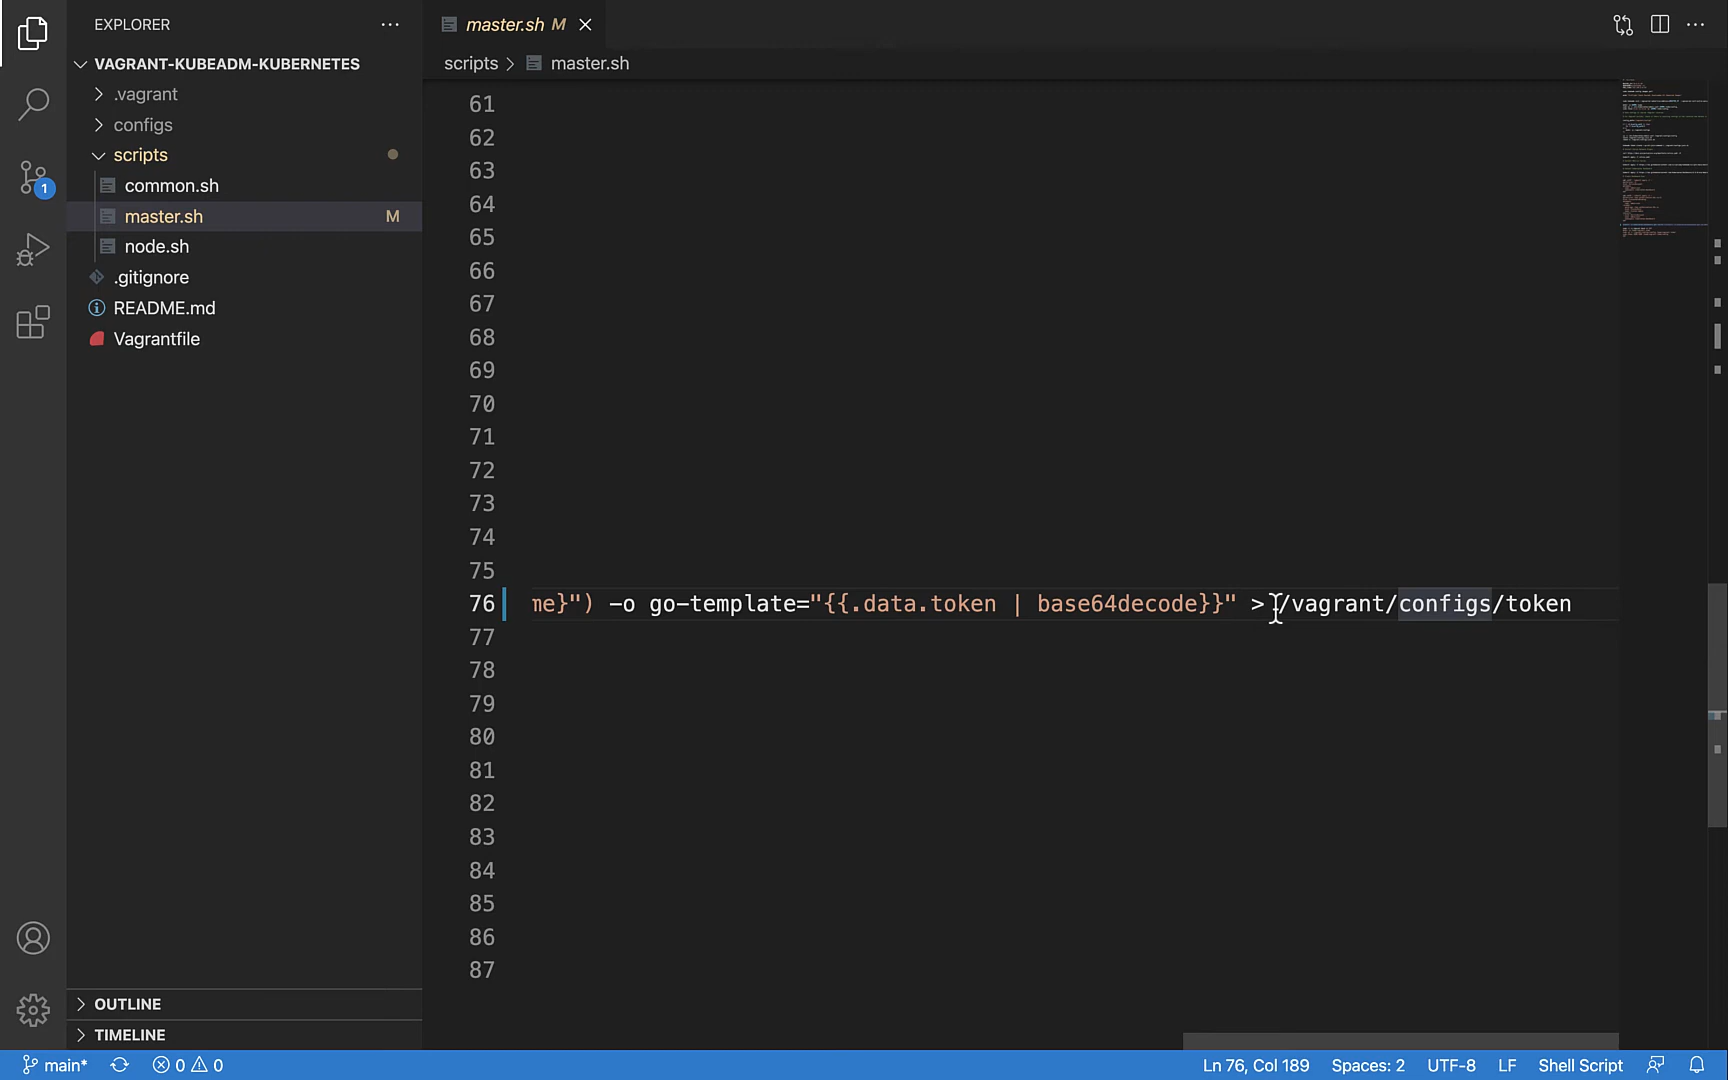 EXPLORER
master.sh M
VAGRANT-KUBEADM-KUBERNETES
scripts > master.sh
.vagrant
configs
scripts
common.sh
master.sh M
node.sh
.gitignore
README.md
Vagrantfile
1
61
62
63
64
65
66
67
68
69
70
71
72
73
74
75
76 me}") -o go-template="{{.data.token | base64decode}}" > /vagrant/configs/token
77
78
79
80
81
82
83
84
85
86
87
OUTLINE
TIMELINE
main* 0 0 Ln 76, Col 189 Spaces: 2 UTF-8 LF Shell Script